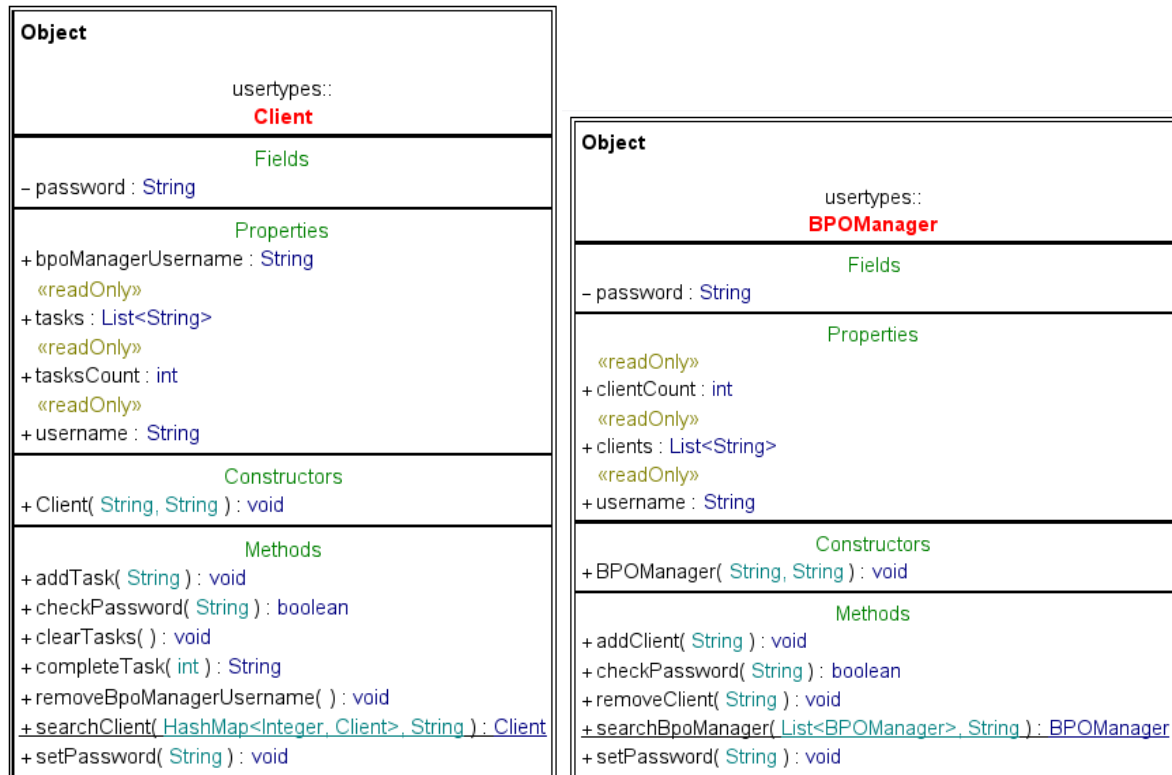 Object
usertypes::
Client
Fields
– password : String
Properties
+ bpoManagerUsername : String
«readOnly»
+ tasks : List<String>
«readOnly»
+ tasksCount : int
«readOnly»
+ username : String
Constructors
+ Client( String, String ) : void
Methods
+ addTask( String ) : void
+ checkPassword( String ) : boolean
+ clearTasks( ) : void
+ completeTask( int ) : String
+ removeBpoManagerUsername( ) : void
+ searchClient( HashMap<Integer, Client>, String ) : Client
+ setPassword( String ) : void
Object
usertypes::
BPOManager
Fields
– password : String
Properties
«readOnly»
+ clientCount : int
«readOnly»
+ clients : List<String>
«readOnly»
+ username : String
Constructors
+ BPOManager( String, String ) : void
Methods
+ addClient( String ) : void
+ checkPassword( String ) : boolean
+ removeClient( String ) : void
+ searchBpoManager( List<BPOManager>, String ) : BPOManager
+ setPassword( String ) : void